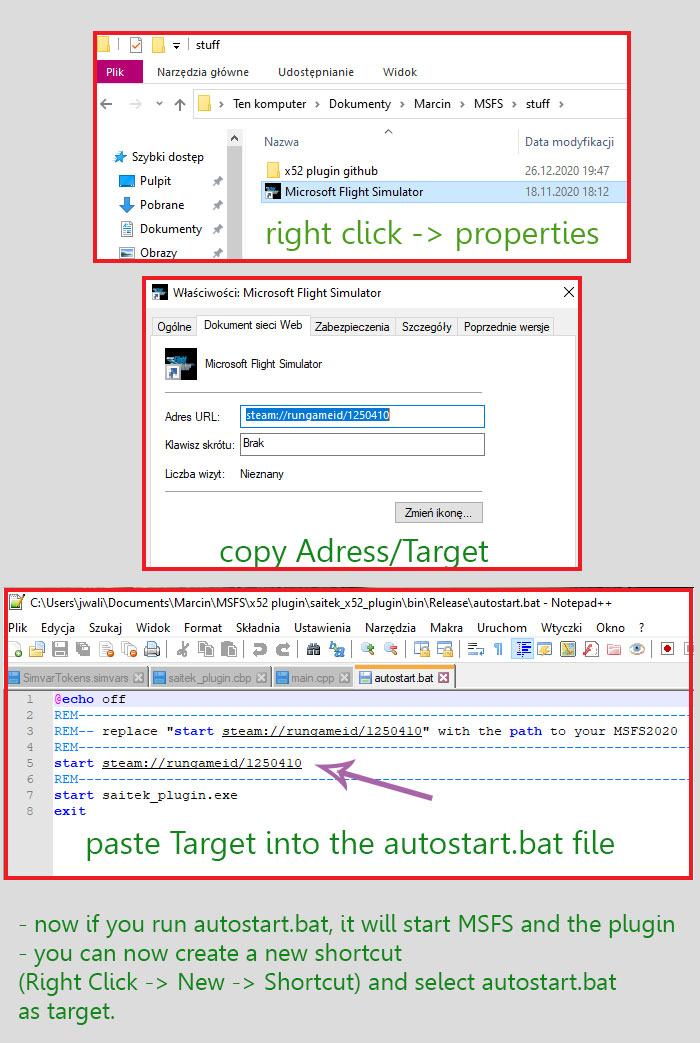 stuff
Plik Narzędzia główne Udostępnianie Widok
Ten komputer > Dokumenty > Marcin > MSFS > stuff >
Nazwa Data modyfikacji
Szybki dostęp
x52 plugin github 26.12.2020 19:47
Pulpit
Microsoft Flight Simulator 18.11.2020 18:12
Pobrane
Dokumenty
Obrazy
right click -> properties
Właściwości: Microsoft Flight Simulator
Ogólne Dokument sieci Web Zabezpieczenia Szczegóły Poprzednie wersje
Microsoft Flight Simulator
Adres URL: steam://rungameid/1250410
Klawisz skrótu: Brak
Liczba wizyt: Nieznany
Zmień ikonę...
copy Adress/Target
C:\Users\jwali\Documents\Marcin\MSFS\x52 plugin\saitek_x52_plugin\bin\Release\autostart.bat - Notepad++
Plik Edycja Szukaj Widok Format Składnia Ustawienia Narzędzia Makra Uruchom Wtyczki Okno ?
SimvarTokens.simvars saitek_plugin.cbp main.cpp autostart.bat
1 @echo off
2 REM--------------------------------------------------------------------------------
3 REM-- replace "start steam://rungameid/1250410" with the path to your MSFS2020
4 REM--------------------------------------------------------------------------------
5 start steam://rungameid/1250410
6 REM--------------------------------------------------------------------------------
7 start saitek_plugin.exe
8 exit
paste Target into the autostart.bat file
- now if you run autostart.bat, it will start MSFS and the plugin
- you can now create a new shortcut
(Right Click -> New -> Shortcut) and select autostart.bat
as target.